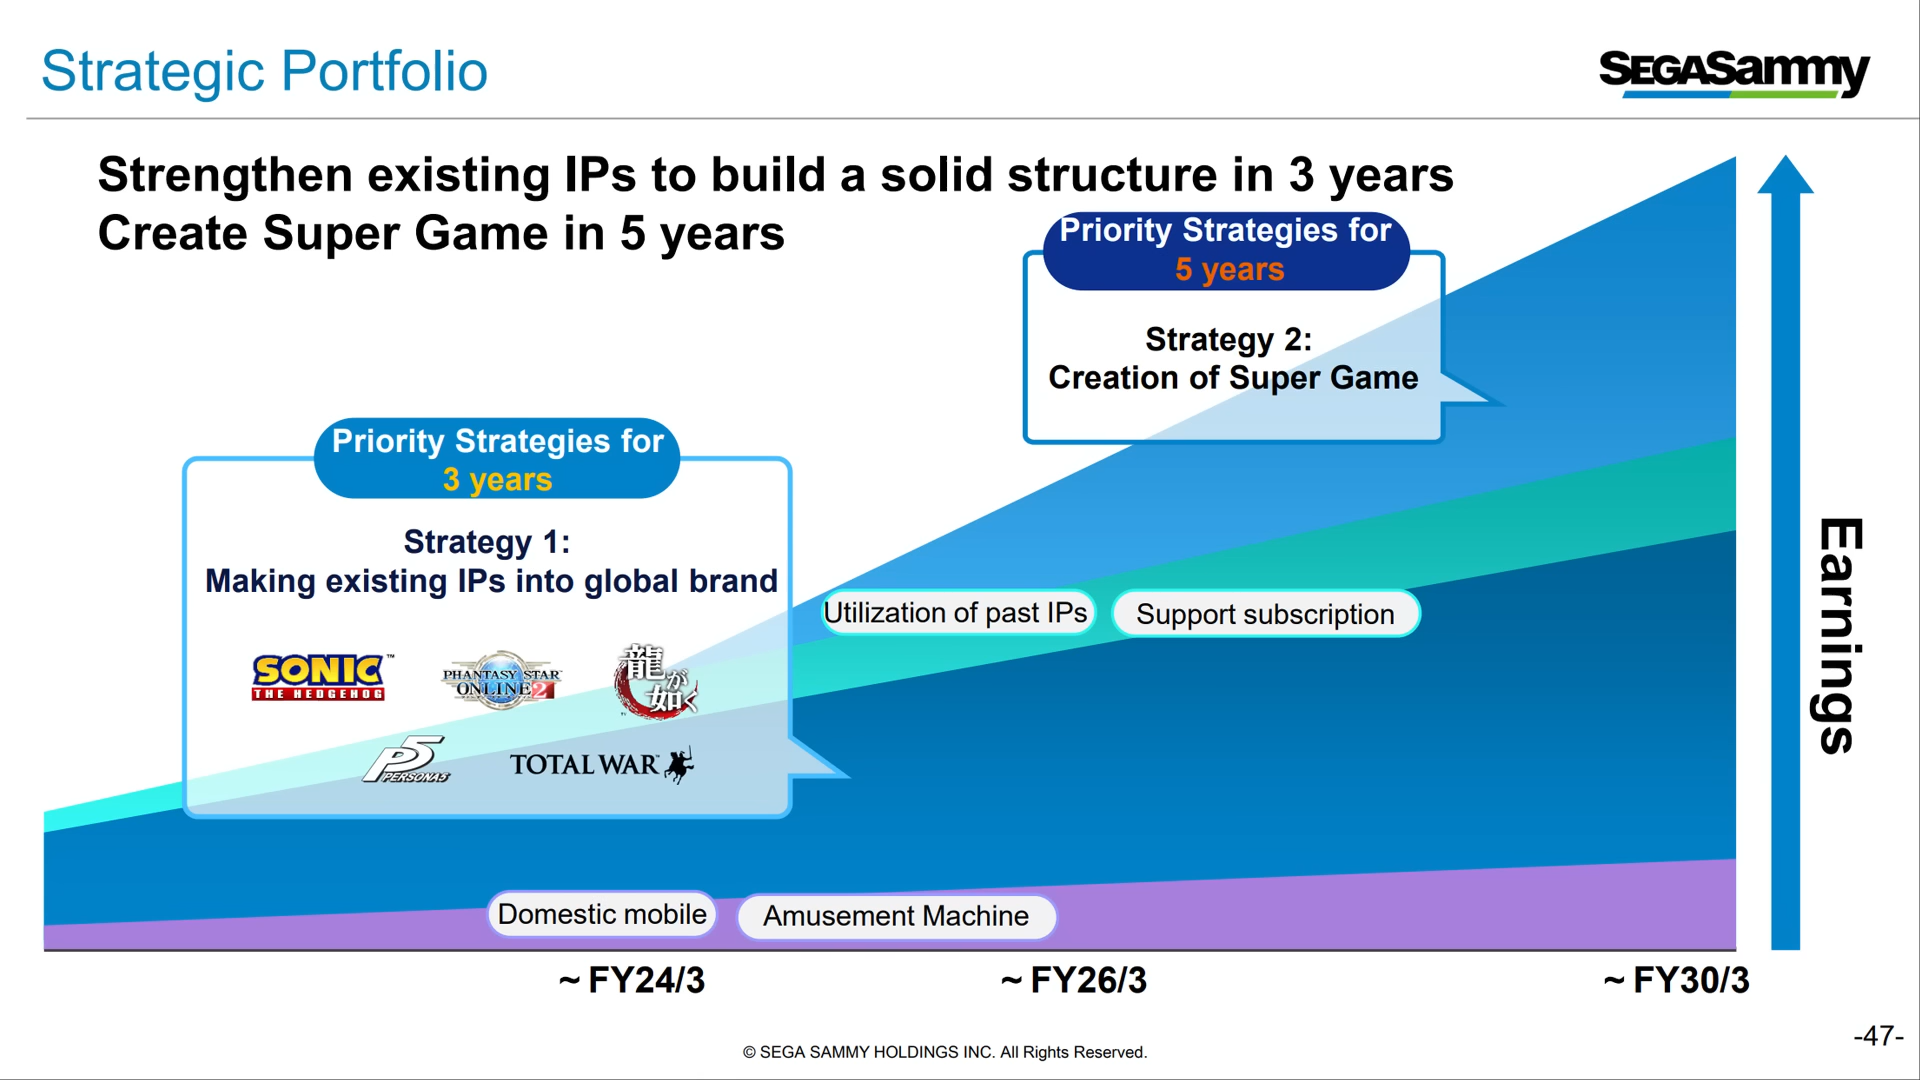 Strategic Portfolio
SEGASammy
Strengthen existing IPs to build a solid structure in 3 years
Create Super Game in 5 years
Priority Strategies for
5 years
Strategy 2:
Creation of Super Game
Priority Strategies for
3 years
Strategy 1:
Making existing IPs into global brand
SONIC™
THE HEDGEHOG
PHANTASY STAR
ONLINE 2
龍が如く
™
P5
PERSONA5
TOTAL WAR™
Utilization of past IPs
Support subscription
Domestic mobile
Amusement Machine
Earnings
~ FY24/3
~ FY26/3
~ FY30/3
© SEGA SAMMY HOLDINGS INC. All Rights Reserved.
-47-